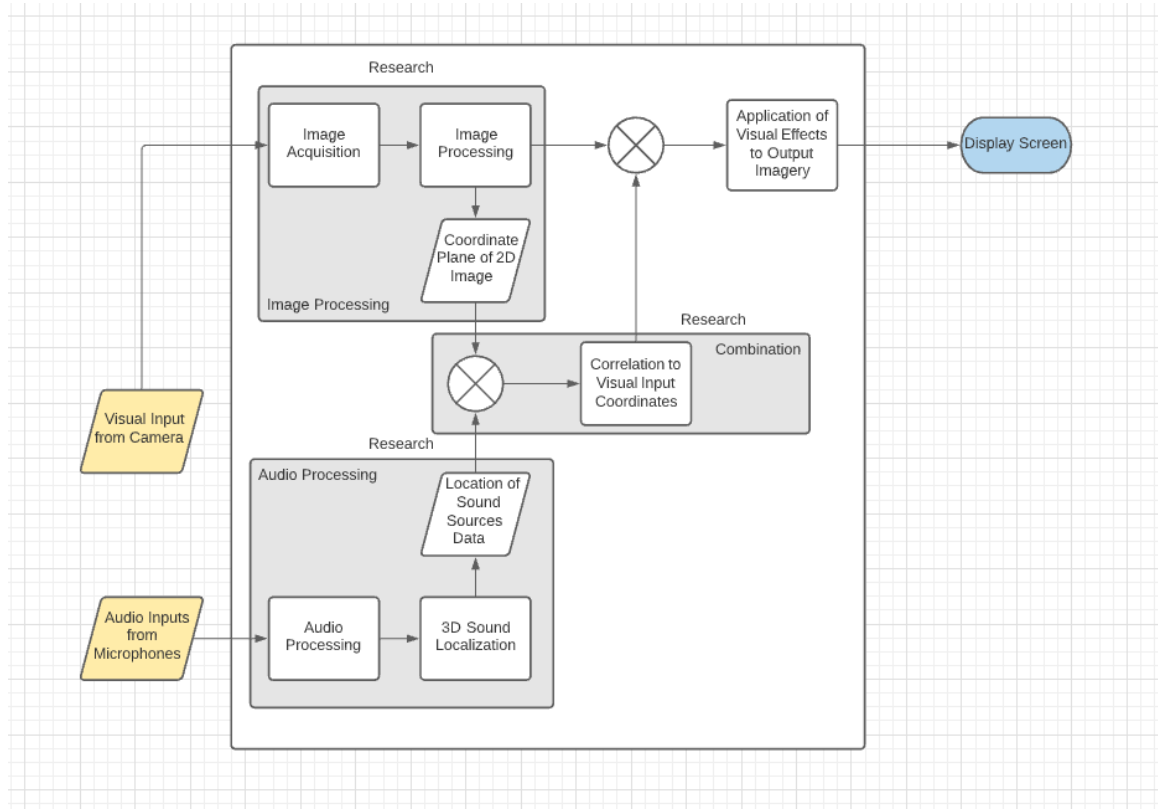 Research
Image
Acquisition
Image
Processing
Application of
Visual Effects
to Output
Imagery
Display Screen
Coordinate
Plane of 2D
Image
Image Processing
Research
Combination
Correlation to
Visual Input
Coordinates
Visual Input
from Camera
Research
Audio Processing
Location of
Sound
Sources
Data
Audio Inputs
from
Microphones
Audio
Processing
3D Sound
Localization